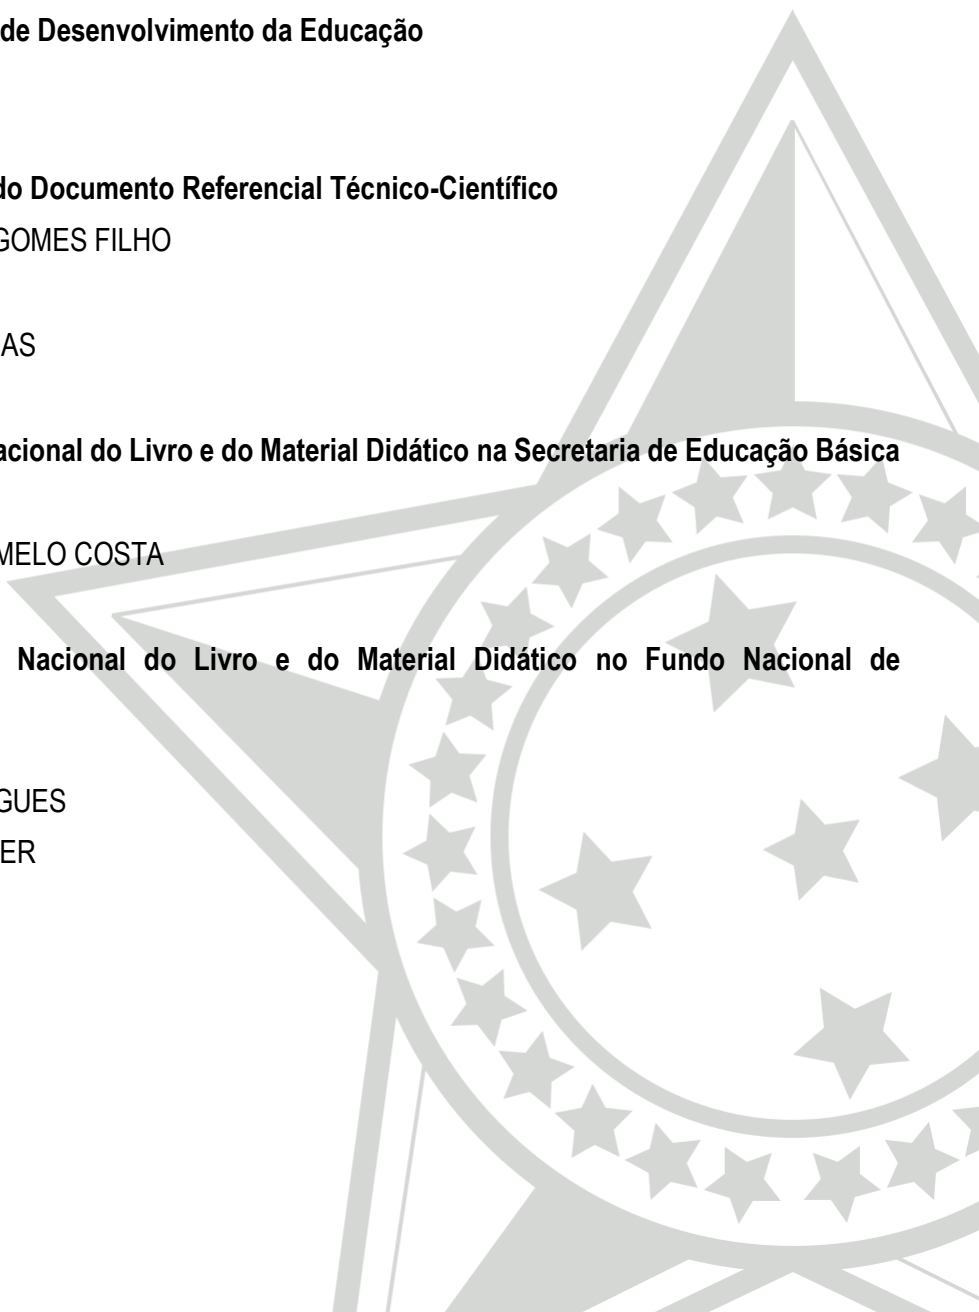 de Desenvolvimento da Educação
do Documento Referencial Técnico-Científico
GOMES FILHO
AS
acional do Livro e do Material Didático na Secretaria de Educação Básica
MELO COSTA
Nacional do Livro e do Material Didático no Fundo Nacional de
GUES
ER